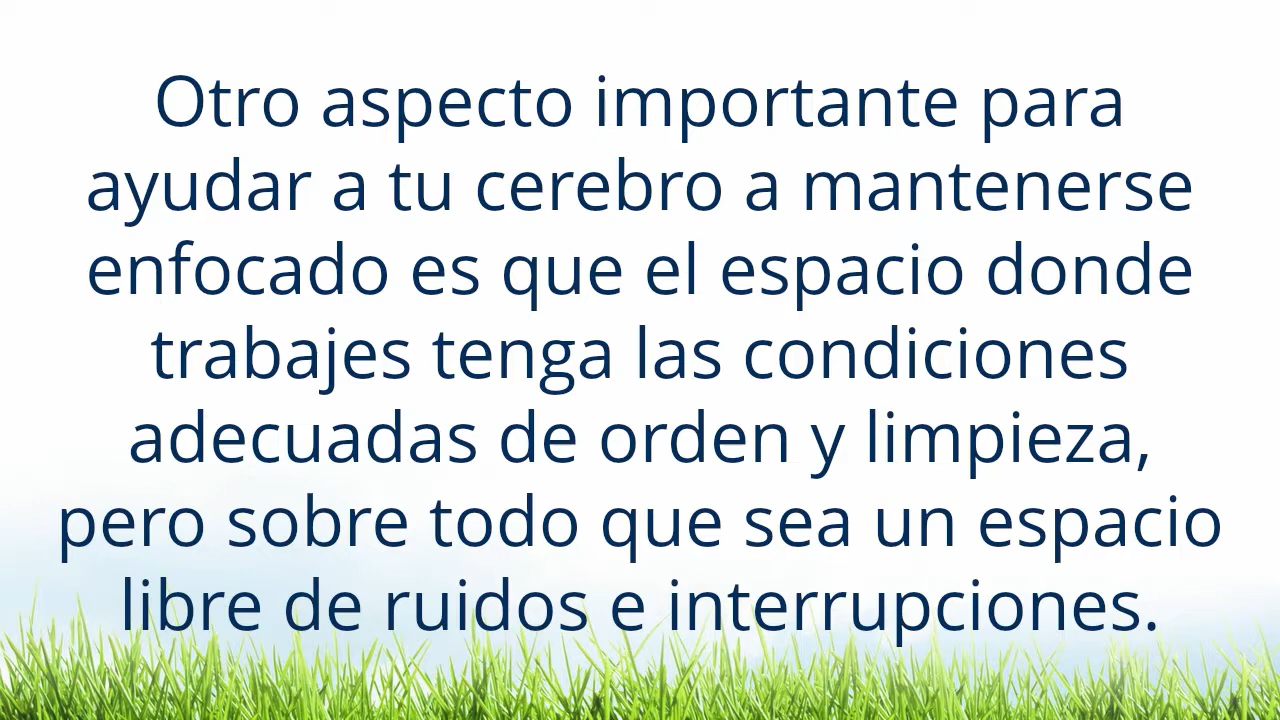 Otro aspecto importante para
ayudar a tu cerebro a mantenerse
enfocado es que el espacio donde
trabajes tenga las condiciones
adecuadas de orden y limpieza,
pero sobre todo que sea un espacio
libre de ruidos e interrupciones.